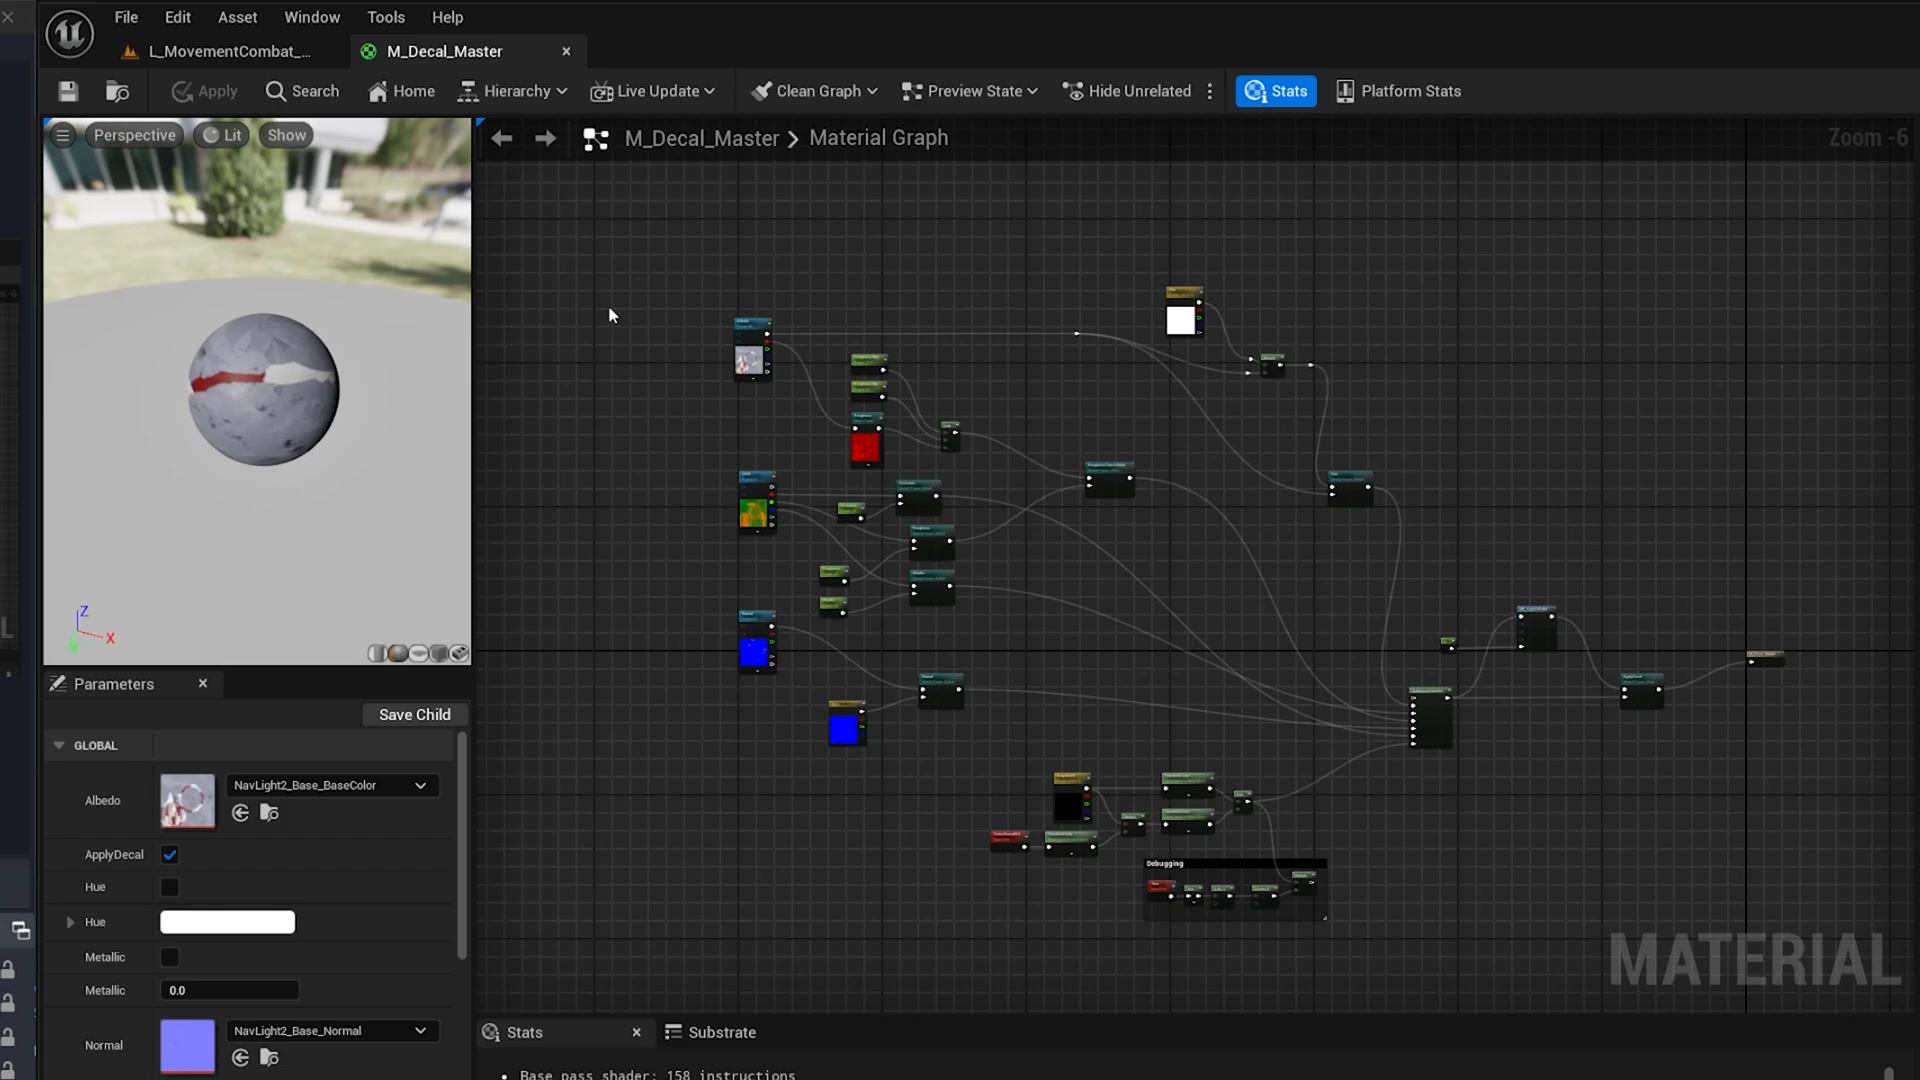 File Edit Asset Window Tools Help
L_MovementCombat_... M_Decal_Master
Apply Search Home Hierarchy Live Update Clean Graph Preview State Hide Unrelated Stats Platform Stats
Perspective Lit Show
M_Decal_Master > Material Graph
Zoom -6
Debugging
Z
X
Y
Parameters
Save Child
GLOBAL
Albedo NavLight2_Base_BaseColor
ApplyDecal
Hue
Hue
Metallic
Metallic 0.0
Normal NavLight2_Base_Normal
MATERIAL
Stats Substrate
Base pass shader: 158 instructions